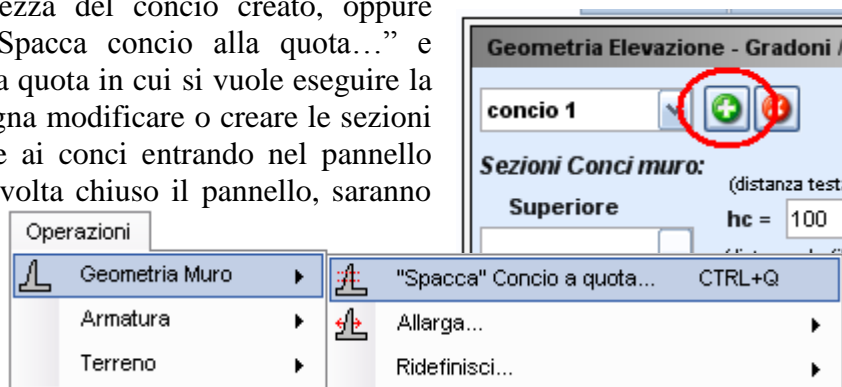 ezza del concio creato, oppure
Spacca concio alla quota…” e
a quota in cui si vuole eseguire la
gna modificare o creare le sezioni
e ai conci entrando nel pannello
volta chiuso il pannello, saranno
Geometria Elevazione - Gradoni /
concio 1
Sezioni Conci muro:
(distanza test
Superiore
hc = 100
Operazioni
Geometria Muro
Armatura
Terreno
"Spacca" Concio a quota... CTRL+Q
Allarga...
Ridefinisci...